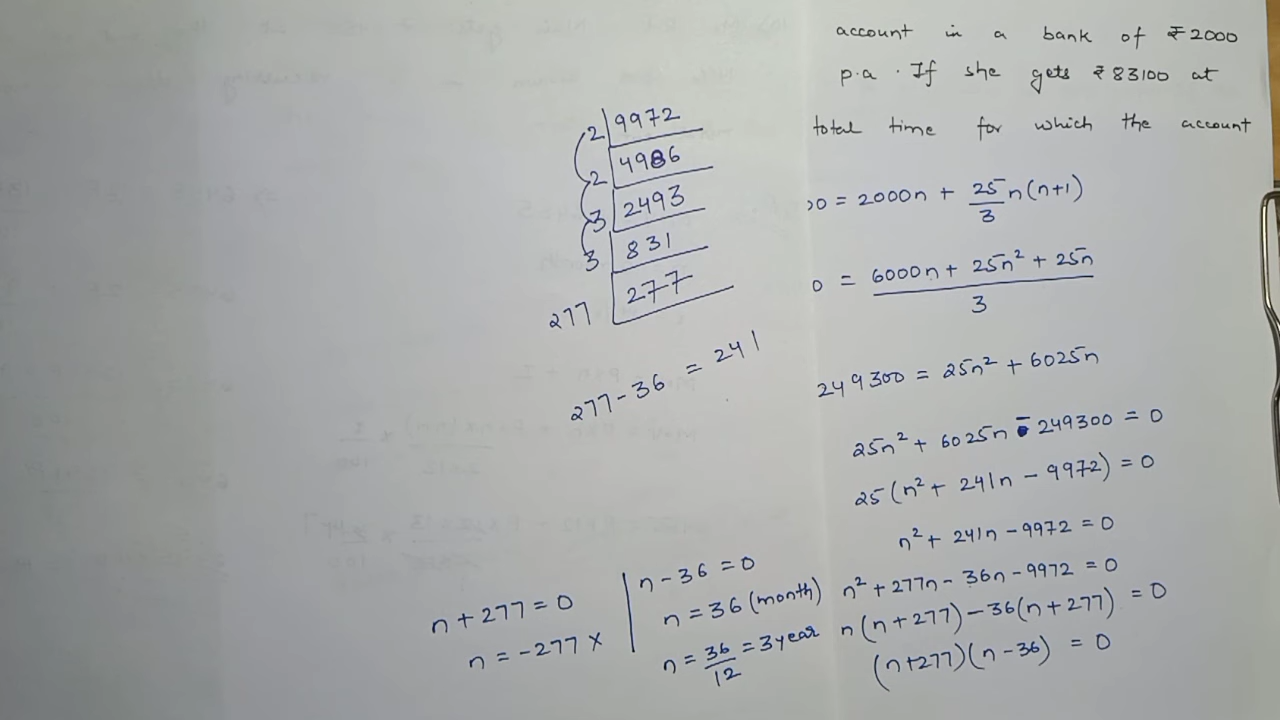 account in a bank of ₹2000
p.a. If she gets ₹83100 at
total time for which the account
2 | 9972
2 | 4986
3 | 2493
3 | 831
277 | 277
277 - 36 = 241
00 = 2000n + 25/3 n(n+1)
0 = (6000n + 25n² + 25n)/3
249300 = 25n² + 6025n
25n² + 6025n - 249300 = 0
25(n² + 241n - 9972) = 0
n² + 241n - 9972 = 0
n² + 277n - 36n - 9972 = 0
n(n+277) - 36(n+277) = 0
(n+277)(n-36) = 0
n + 277 = 0
n = -277 ×
n - 36 = 0
n = 36 (month)
n = 36/12 = 3 year